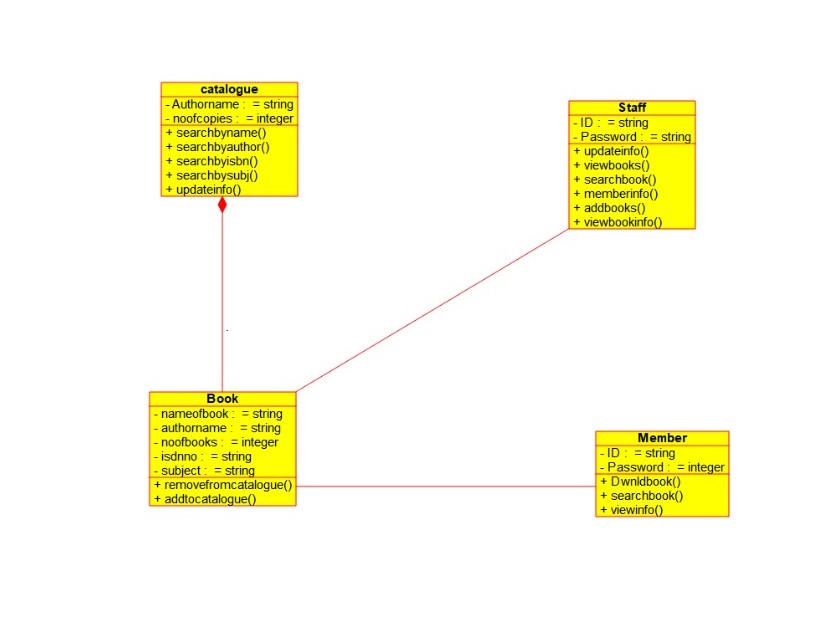 catalogue
- Authorname : = string
- noofcopies : = integer
+ searchbyname()
+ searchbyauthor()
+ searchbyisbn()
+ searchbysubj()
+ updateinfo()
Staff
- ID : = string
- Password : = string
+ updateinfo()
+ viewbooks()
+ searchbook()
+ memberinfo()
+ addbooks()
+ viewbookinfo()
Book
- nameofbook : = string
- authorname : = string
- noofbooks : = integer
- isdnno : = string
- subject : = string
+ removefromcatalogue()
+ addtocatalogue()
Member
- ID : = string
- Password : = integer
+ Dwnldbook()
+ searchbook()
+ viewinfo()